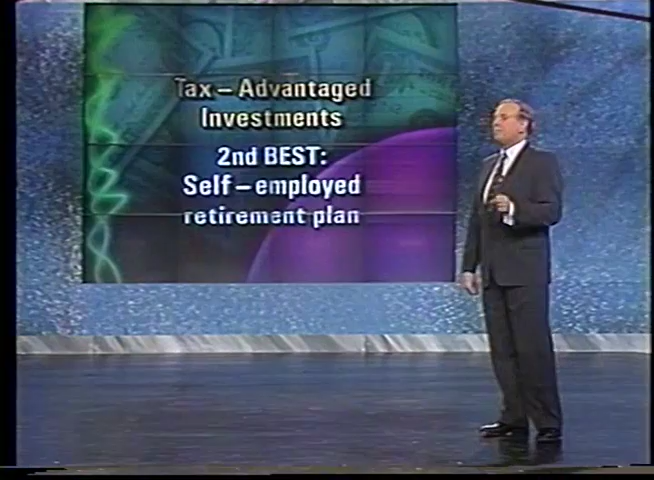 Tax - Advantaged
Investments
2nd BEST:
Self - employed
retirement plan